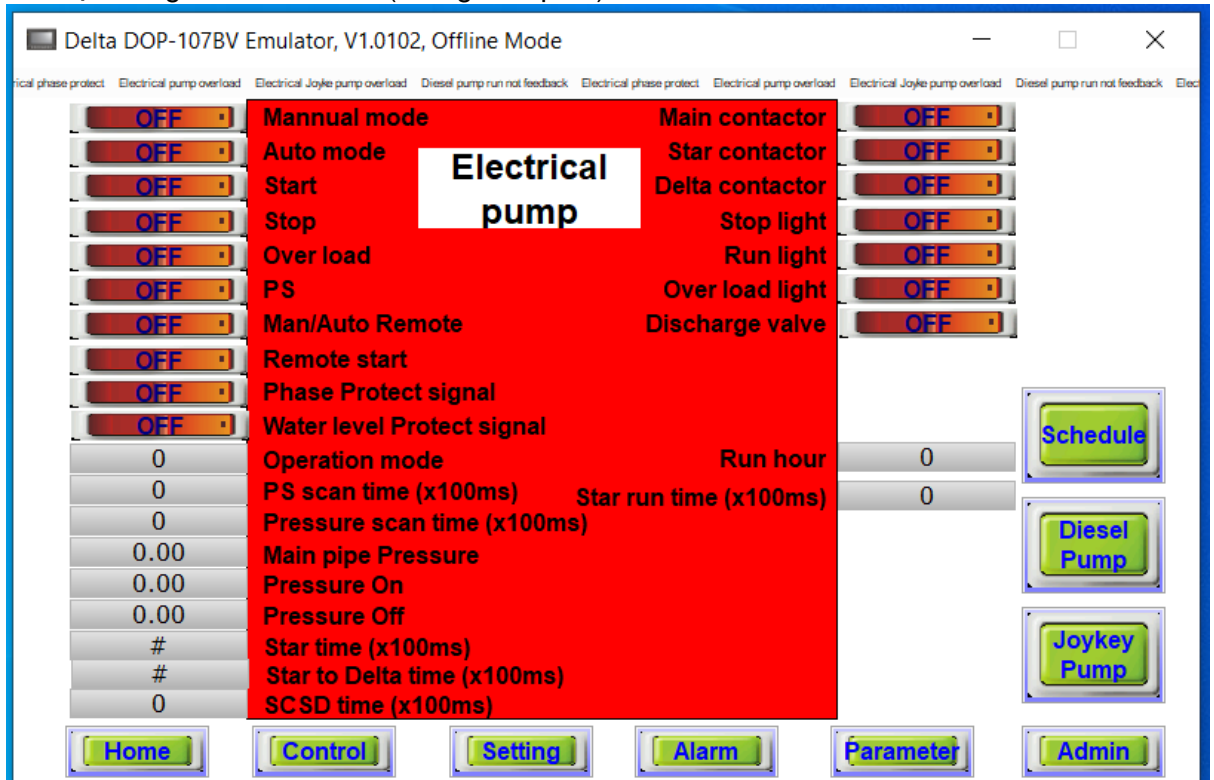 Delta DOP-107BV Emulator, V1.0102, Offline Mode
rical phase protect Electrical pump overload Electrical Joyke pump overload Diesel pump run not feedback Electrical phase protect Electrical pump overload Electrical Joyke pump overload Diesel pump run not feedback Elec
OFF Mannual mode Main contactor OFF
OFF Auto mode Star contactor OFF
Electrical
OFF Start Delta contactor OFF
pump
OFF Stop Stop light OFF
OFF Over load Run light OFF
OFF PS Over load light OFF
OFF Man/Auto Remote Discharge valve OFF
OFF Remote start
OFF Phase Protect signal
OFF Water level Protect signal
Schedule
0 Operation mode Run hour 0
0 PS scan time (x100ms) Star run time (x100ms) 0
0 Pressure scan time (x100ms)
Diesel
Pump
0.00 Main pipe Pressure
0.00 Pressure On
0.00 Pressure Off
# Star time (x100ms)
Joykey
Pump
# Star to Delta time (x100ms)
0 SCSD time (x100ms)
Home Control Setting Alarm Parameter Admin